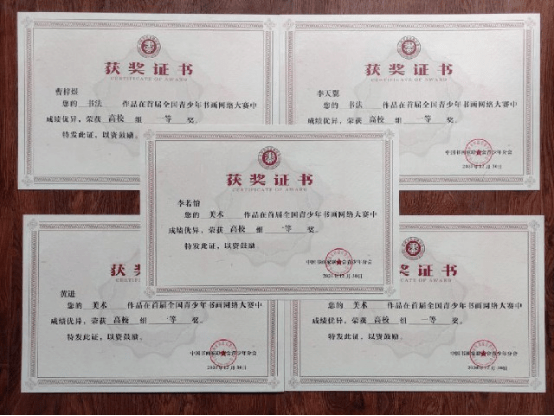 获奖证书
CERTIFICATE OF AWARD
您的 书法 作品在首届全国青少年书画网络大赛中
成绩优异,荣获 高校 组 一 等 奖。
特发此证,以资鼓励。
获奖证书
CERTIFICATE OF AWARD
李天
您的 书法 作品在首届全国青少年书画网络大赛中
成绩优异,荣获 高校 组 一 等 奖。
特发此证,以资鼓励
获奖证书
CERTIFICATE OF AWARD
李若
您的 美术 作品在首届全国青少年书画网络大赛中
成绩优异,荣获 高校 组 一 等 奖。
特发此证,以资鼓励
获
黄进
您的 美术 作品在首届全国青少年书画网络大赛中
成绩优异,荣获 高校 组 一 等 奖。
特发此证,以资鼓励。
证书
OF AWARD
您的 美术 作品在首届全国青少年书画网络大赛中
成绩优异,荣获 高校 组 一 等 奖。
特发此证,以资鼓励。